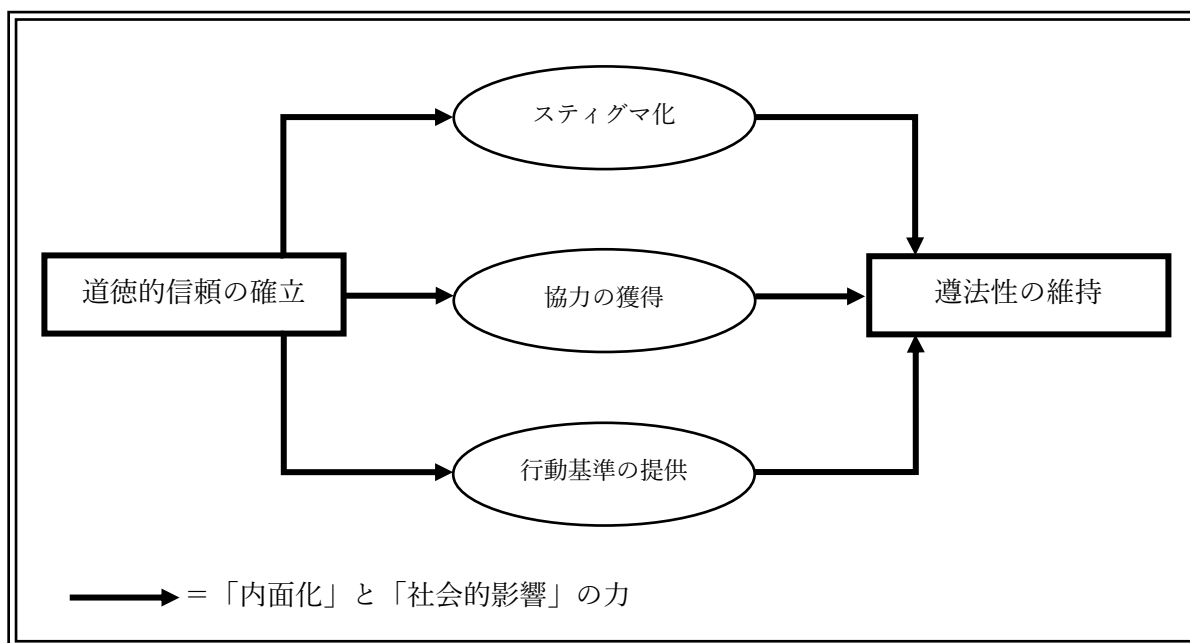 スティグマ化
道徳的信頼の確立
協力の獲得
遵法性の維持
行動基準の提供
=「内面化」と「社会的影響」の力